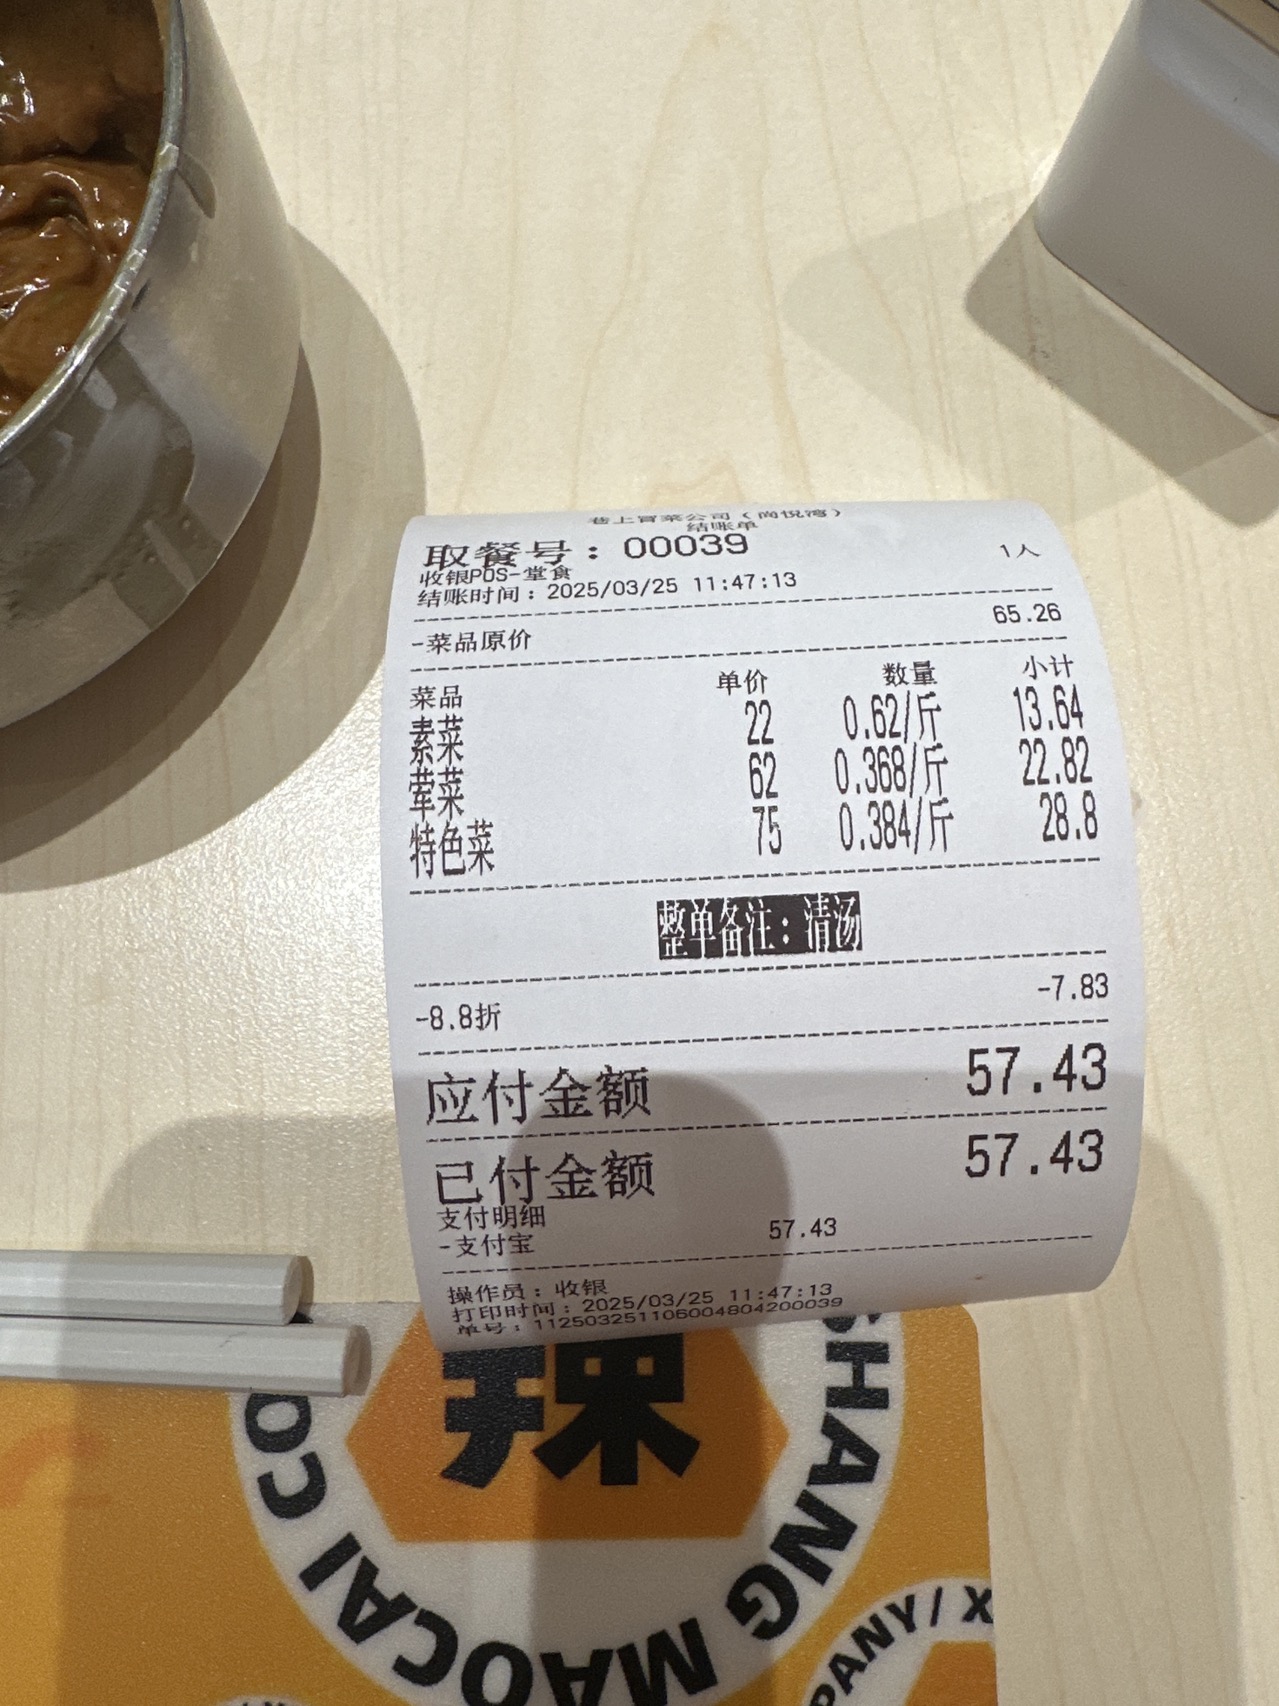 巷上冒菜公司（尚悦湾）
结账单
取餐号：00039 1人
收银POS-堂食
结账时间：2025/03/25 11:47:13
-菜品原价 65.26
菜品 单价 数量 小计
素菜 22 0.62/斤 13.64
荤菜 62 0.368/斤 22.82
特色菜 75 0.384/斤 28.8
整单备注：清汤
-8.8折 -7.83
应付金额 57.43
已付金额 57.43
支付明细
-支付宝 57.43
操作员：收银
打印时间：2025/03/25 11:47:13
单号：112503251106004804200039
辣
SHANG MAOCAI CO
PANY/ X